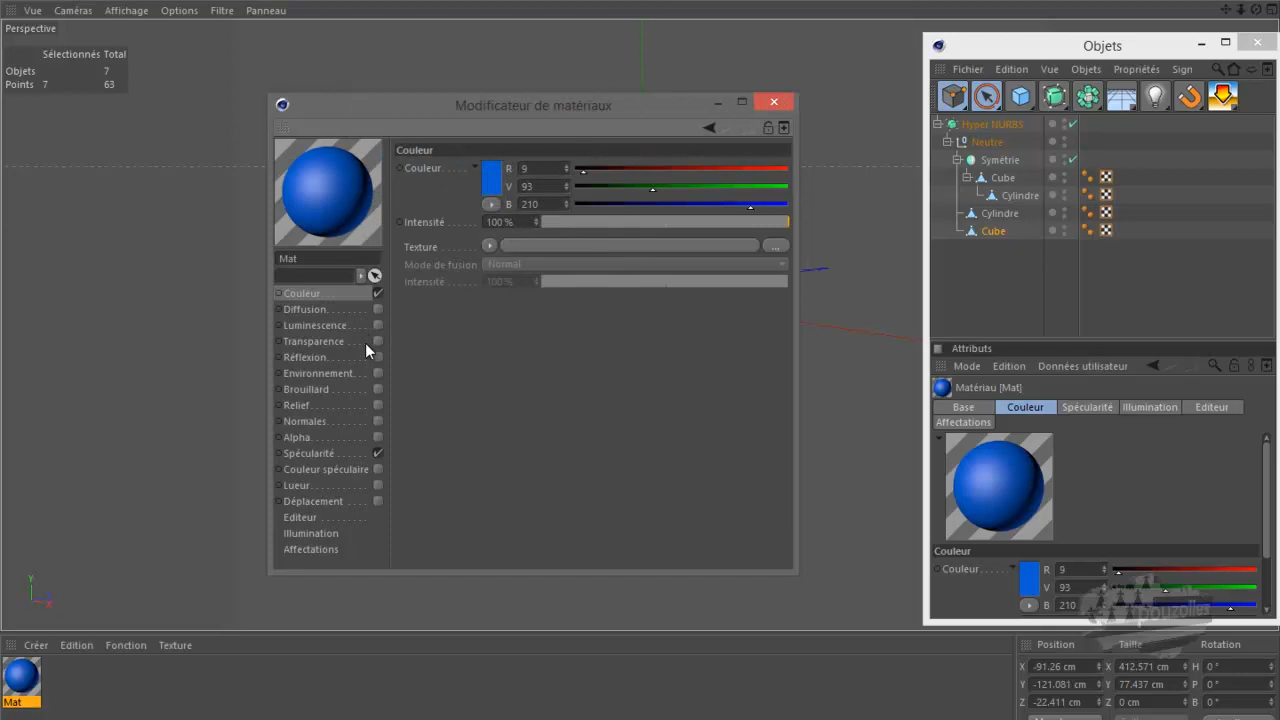 Vue Caméras Affichage Options Filtre Panneau
Perspective
Sélectionnés Total
Objets 7
Points 7 63
Modificateur de matériaux
Mat
Couleur
Diffusion
Luminescence
Transparence
Réflexion
Environnement
Brouillard
Relief
Normales
Alpha
Spécularité
Couleur spéculaire
Lueur
Déplacement
Editeur
Illumination
Affectations
Couleur
Couleur R 9
V 93
B 210
Intensité 100 %
Texture ...
Mode de fusion Normal
Intensité 100 %
Objets
Fichier Edition Vue Objets Propriétés Sign
Hyper NURBS
Neutre
Symétrie
Cube
Cylindre
Cylindre
Cube
Attributs
Mode Edition Données utilisateur
Matériau [Mat]
Base Couleur Spécularité Illumination Editeur
Affectations
Couleur
Couleur R 9
V 93
B 210
pouzolles
Créer Edition Fonction Texture
Mat
Position Taille Rotation
X -91.26 cm X 412.571 cm H 0 °
Y -121.081 cm Y 77.437 cm P 0 °
Z -22.411 cm Z 0 cm B 0 °
Y
X